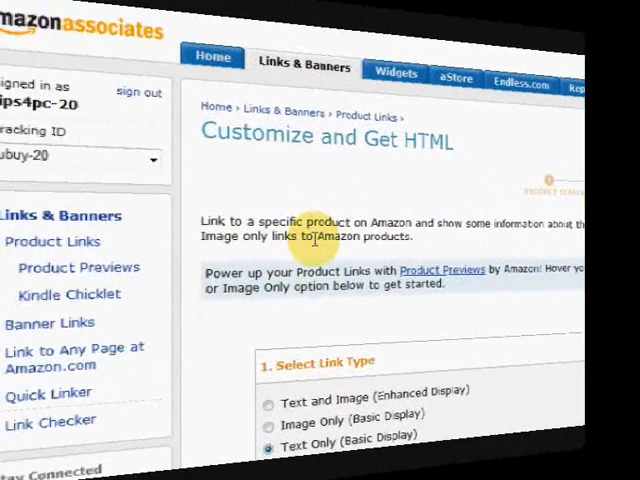 mazonassociates
Home
Links & Banners
Widgets
aStore
Endless.com
igned in as
sign out
ips4pc-20
racking ID
ubuy-20
Home › Links & Banners › Product Links ›
Customize and Get HTML
Link to a specific product on Amazon and show some information about th
Image only links to Amazon products.
Power up your Product Links with Product Previews by Amazon! Hover you
or Image Only option below to get started.
1. Select Link Type
Text and Image (Enhanced Display)
Image Only (Basic Display)
Text Only (Basic Display)
Links & Banners
Product Links
Product Previews
Kindle Chicklet
Banner Links
Link to Any Page at
Amazon.com
Quick Linker
Link Checker
tay Connected